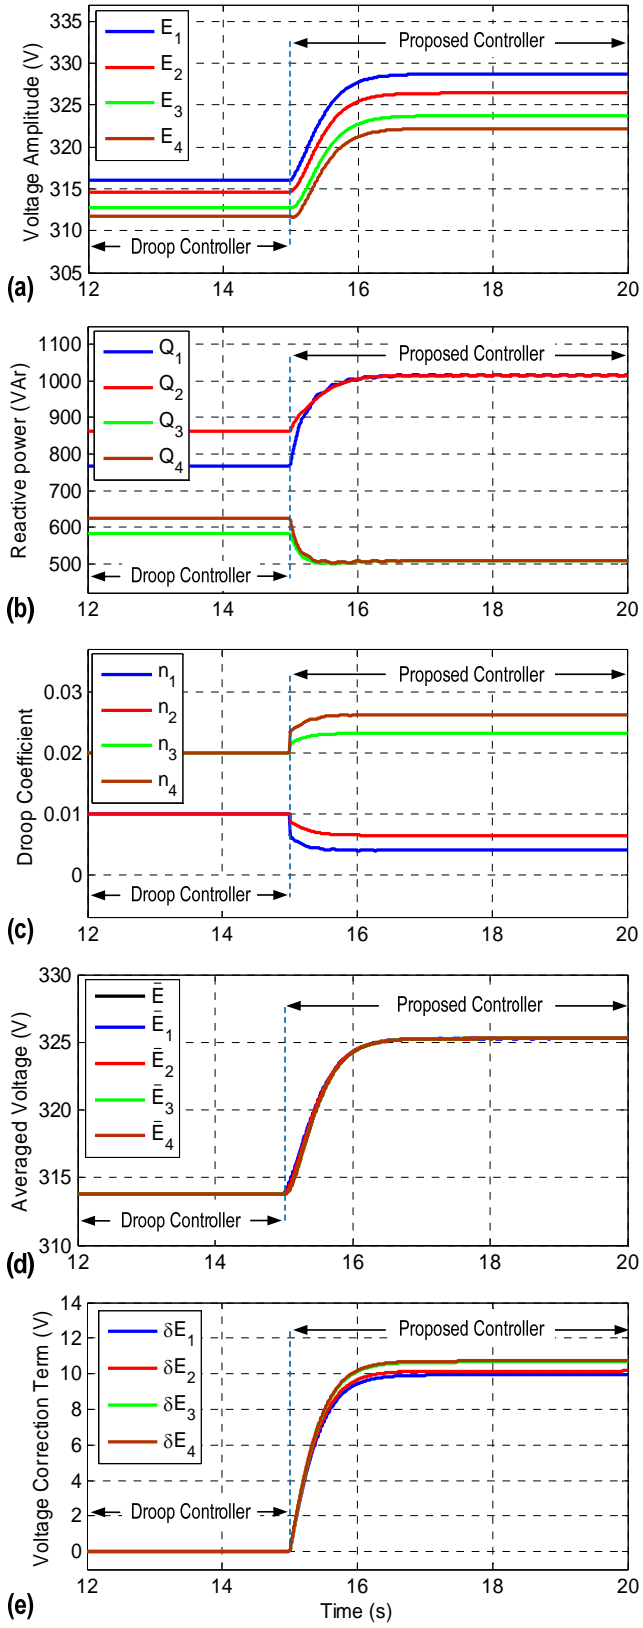 335
330
325
320
315
310
305
Voltage Amplitude (V)
E1
E2
E3
E4
Proposed Controller
Droop Controller
12 14 16 18 20
(a)
1100
1000
900
800
700
600
500
Reactive power (VAr)
Q1
Q2
Q3
Q4
Proposed Controller
Droop Controller
12 14 16 18 20
(b)
0.03
0.02
0.01
0
Droop Coefficient
n1
n2
n3
n4
Proposed Controller
Droop Controller
12 14 16 18 20
(c)
330
325
320
315
310
Averaged Voltage (V)
Ē
Ē1
Ē2
Ē3
Ē4
Proposed Controller
Droop Controller
12 14 16 18 20
(d)
14
12
10
8
6
4
2
0
Voltage Correction Term (V)
δE1
δE2
δE3
δE4
Proposed Controller
Droop Controller
12 14 16 18 20
Time (s)
(e)